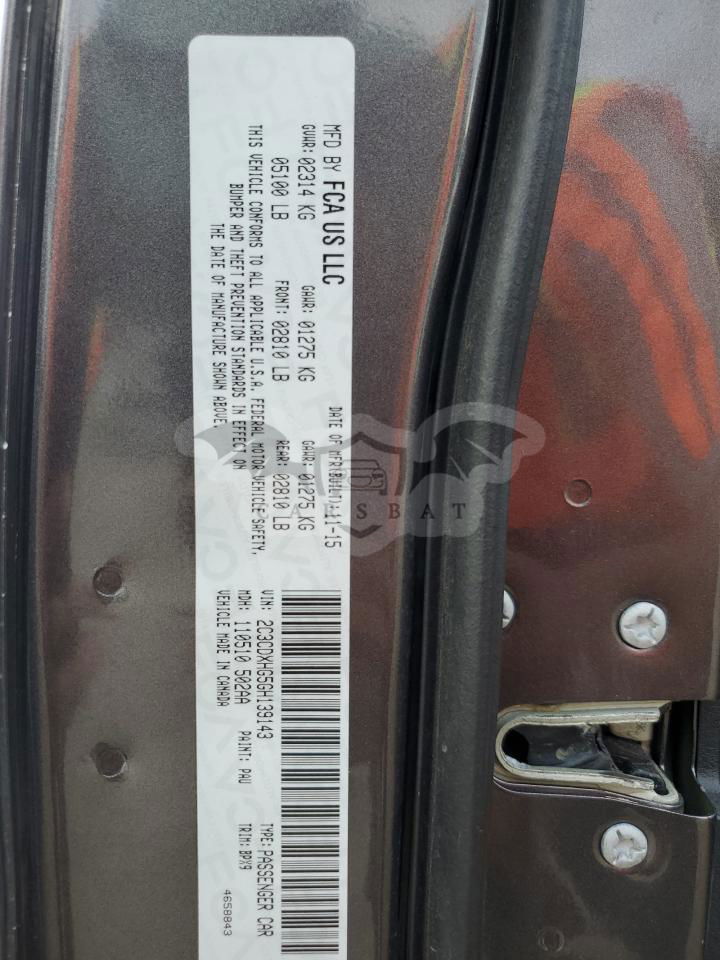 MFD BY FCA US LLC
DATE OF MFR(BUILT): 11-15
GVWR: 02314 KG GAWR: 01275 KG GAWR: 01275 KG
05100 LB FRONT: 02810 LB REAR: 02810 LB
THIS VEHICLE CONFORMS TO ALL APPLICABLE U.S.A. FEDERAL MOTOR VEHICLE SAFETY,
BUMPER AND THEFT PREVENTION STANDARDS IN EFFECT ON
THE DATE OF MANUFACTURE SHOWN ABOVE.
VIN: 2C3CDXHG5GH139143 TYPE: PASSENGER CAR
MDH: 110510 502AA PAINT: PAU TRIM: BPX9
VEHICLE MADE IN CANADA
4658843
CARSBAT